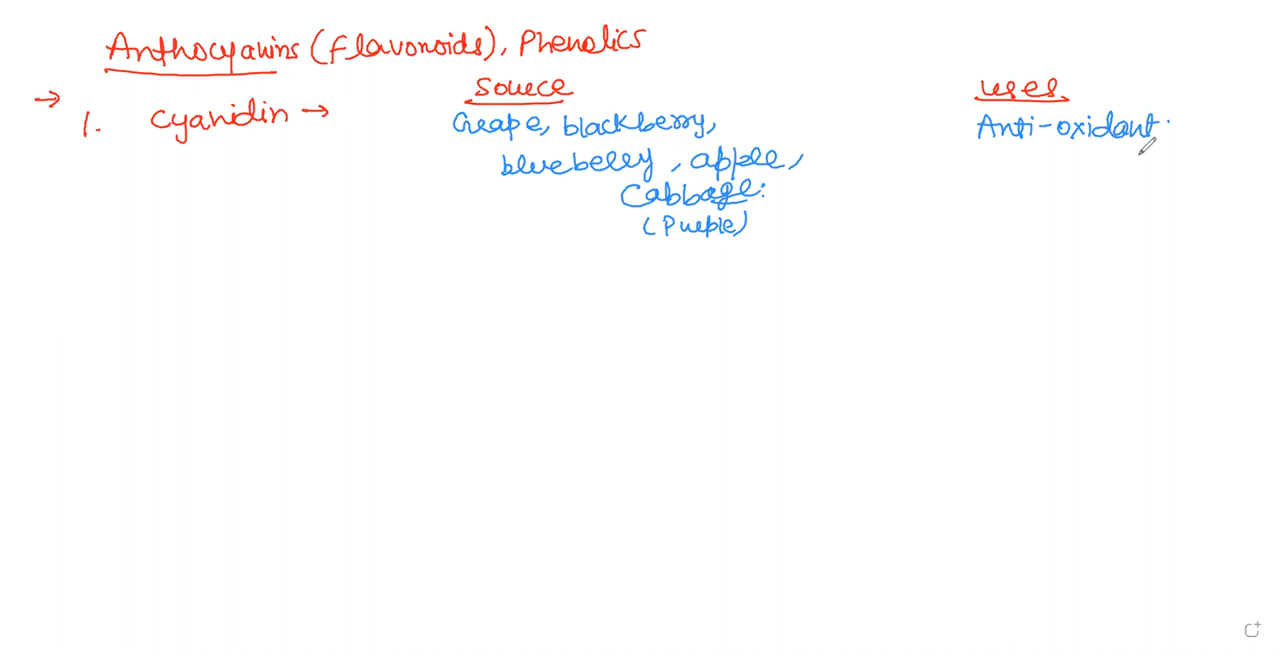 Anthocyanins (Flavonoids), Phenolics
→ 1. Cyanidin →
Source
Grape, blackberry,
blueberry, apple,
Cabbage:
(Purple)
uses
Anti-oxidant.